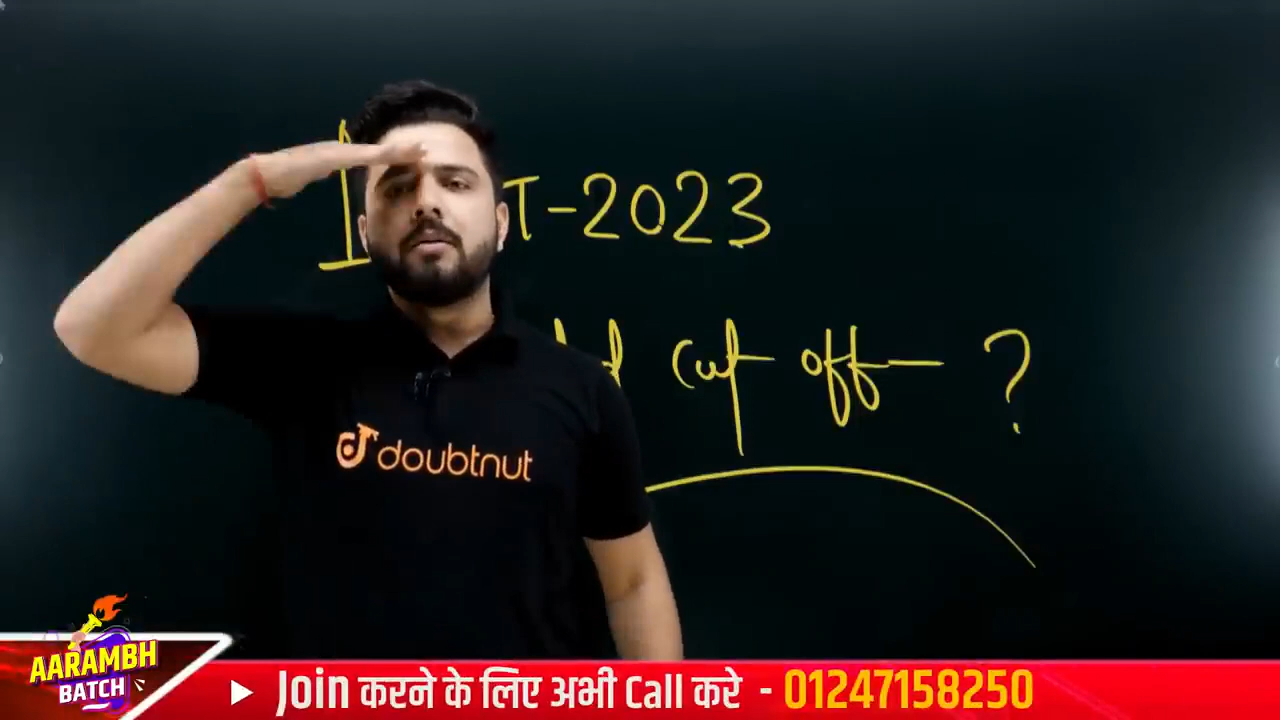 T-2023
cut off - ?
doubtnut
AARAMBH
BATCH
Join करने के लिए अभी Call करे - 01247158250